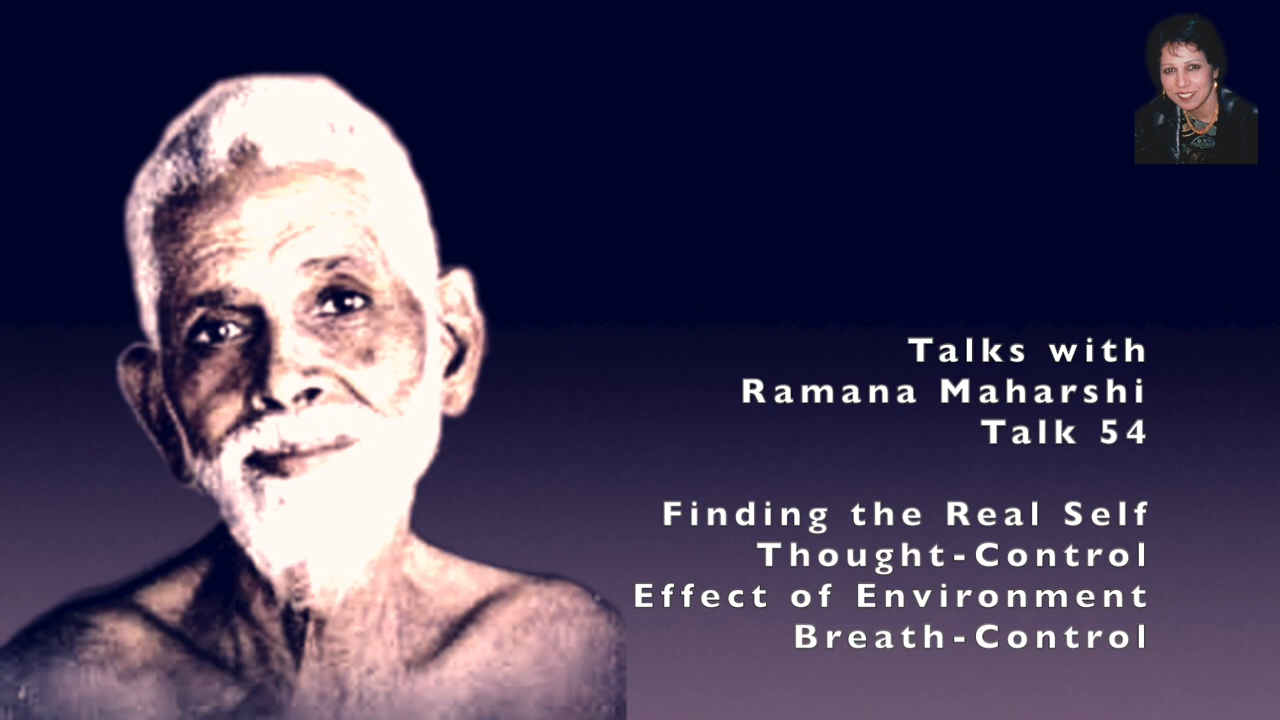 Talks with
Ramana Maharshi
Talk 54
Finding the Real Self
Thought-Control
Effect of Environment
Breath-Control